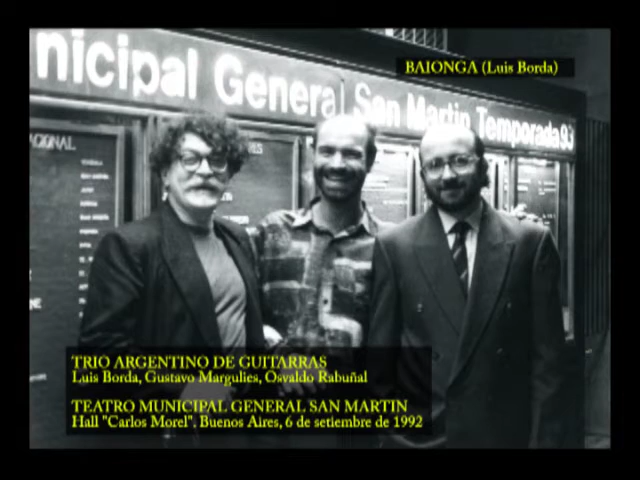 nicipal General San Martin Temporada 93
BAIONGA (Luis Borda)
TRIO ARGENTINO DE GUITARRAS
Luis Borda, Gustavo Margulies, Osvaldo Rabuñal
TEATRO MUNICIPAL GENERAL SAN MARTIN
Hall "Carlos Morel". Buenos Aires, 6 de setiembre de 1992